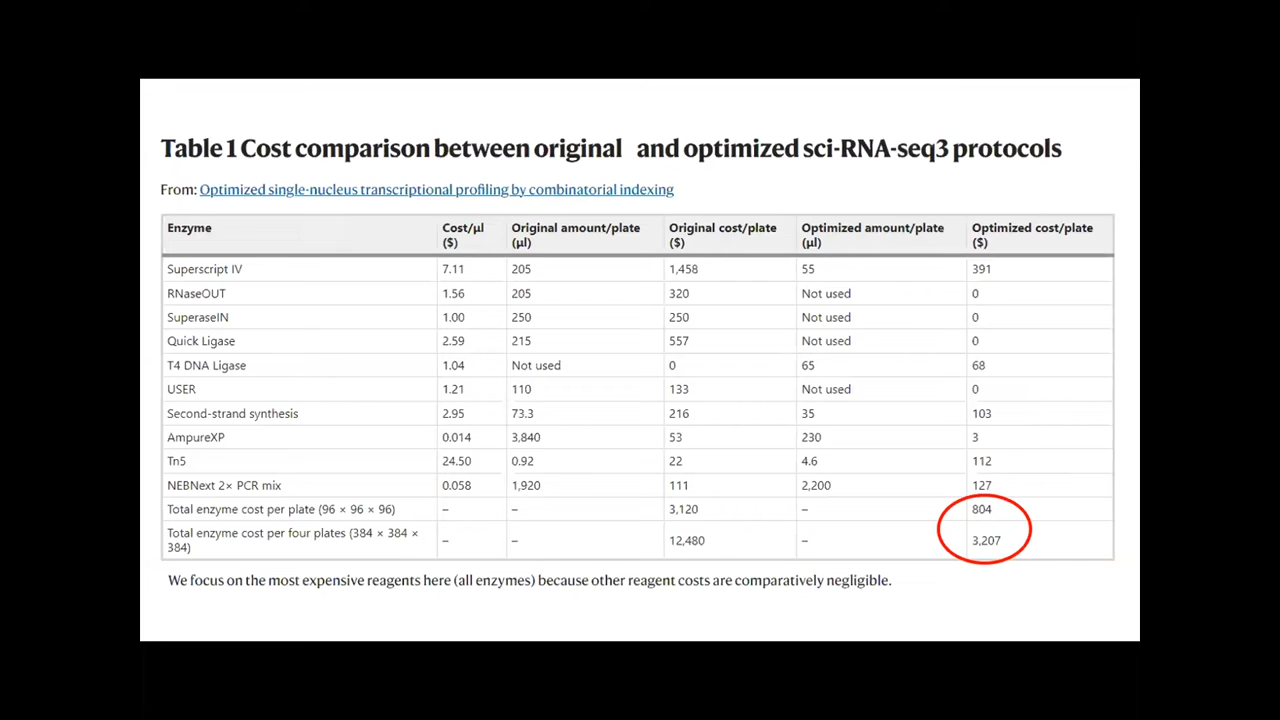 Table 1 Cost comparison between original and optimized sci-RNA-seq3 protocols
From: Optimized single-nucleus transcriptional profiling by combinatorial indexing
Enzyme Cost/µl ($) Original amount/plate (µl) Original cost/plate ($) Optimized amount/plate (µl) Optimized cost/plate ($)
Superscript IV 7.11 205 1,458 55 391
RNaseOUT 1.56 205 320 Not used 0
SuperaseIN 1.00 250 250 Not used 0
Quick Ligase 2.59 215 557 Not used 0
T4 DNA Ligase 1.04 Not used 0 65 68
USER 1.21 110 133 Not used 0
Second-strand synthesis 2.95 73.3 216 35 103
AmpureXP 0.014 3,840 53 230 3
Tn5 24.50 0.92 22 4.6 112
NEBNext 2× PCR mix 0.058 1,920 111 2,200 127
Total enzyme cost per plate (96 × 96 × 96) – – 3,120 – 804
Total enzyme cost per four plates (384 × 384 × 384) – – 12,480 – 3,207
We focus on the most expensive reagents here (all enzymes) because other reagent costs are comparatively negligible.